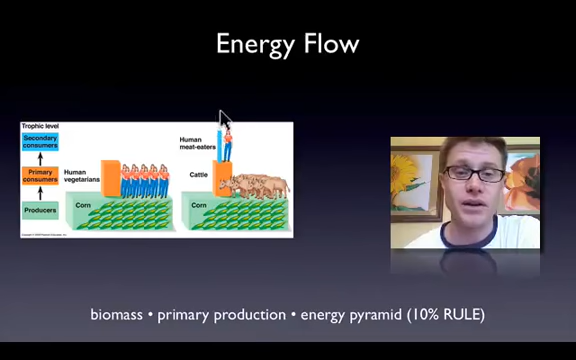 Energy Flow
Trophic level
Secondary
consumers
Primary
consumers
Producers
Human
vegetarians
Corn
Human
meat-eaters
Cattle
Corn
biomass • primary production • energy pyramid (10% RULE)